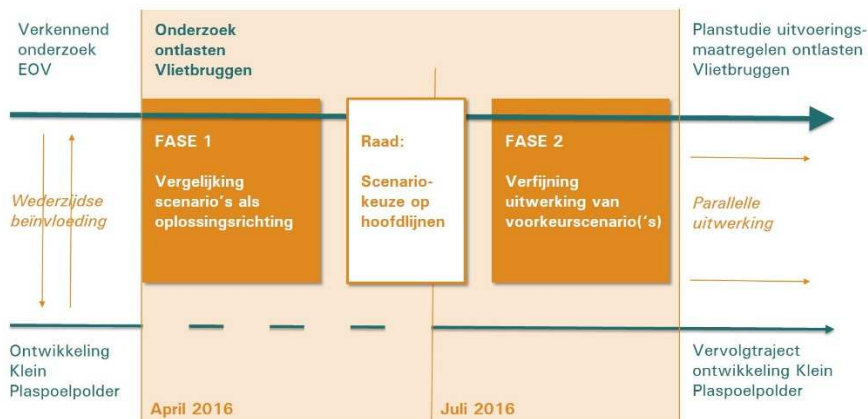 Verkennend
onderzoek
EOV
Onderzoek
ontlasten
Vlietbruggen
Planstudie uitvoerings-
maatregelen ontlasten
Vlietbruggen
FASE 1
Vergelijking
scenario's als
oplossingsrichting
Raad:
Scenario-
keuze op
hoofdlijnen
FASE 2
Verfijning
uitwerking van
voorkeurscenario('s)
Wederzijdse
beïnvloeding
Parallelle
uitwerking
Ontwikkeling
Klein
Plaspoelpolder
Vervolgtraject
ontwikkeling Klein
Plaspoelpolder
April 2016
Juli 2016